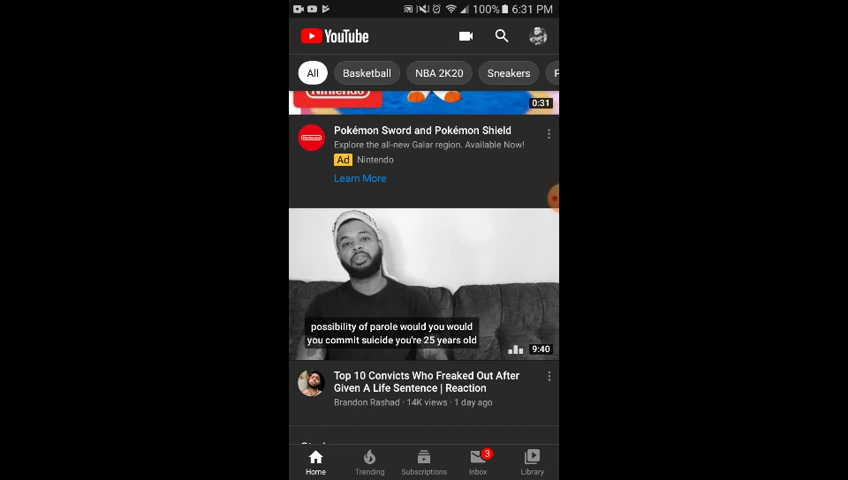 100% 6:31 PM
YouTube
All Basketball NBA 2K20 Sneakers
Nintendo
0:31
Pokémon Sword and Pokémon Shield
Explore the all-new Galar region. Available Now!
Ad Nintendo
Learn More
possibility of parole would you would
you commit suicide you're 25 years old
9:40
Top 10 Convicts Who Freaked Out After
Given A Life Sentence | Reaction
Brandon Rashad · 14K views · 1 day ago
3
Home Trending Subscriptions Inbox Library